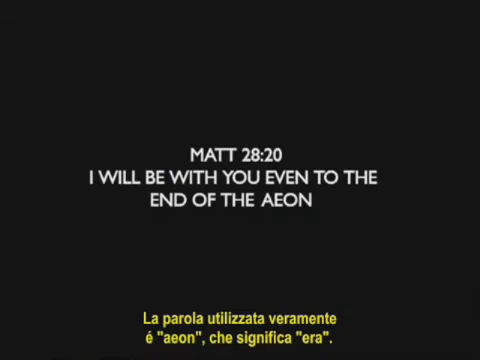 MATT 28:20
I WILL BE WITH YOU EVEN TO THE
END OF THE AEON
La parola utilizzata veramente
é "aeon", che significa "era".